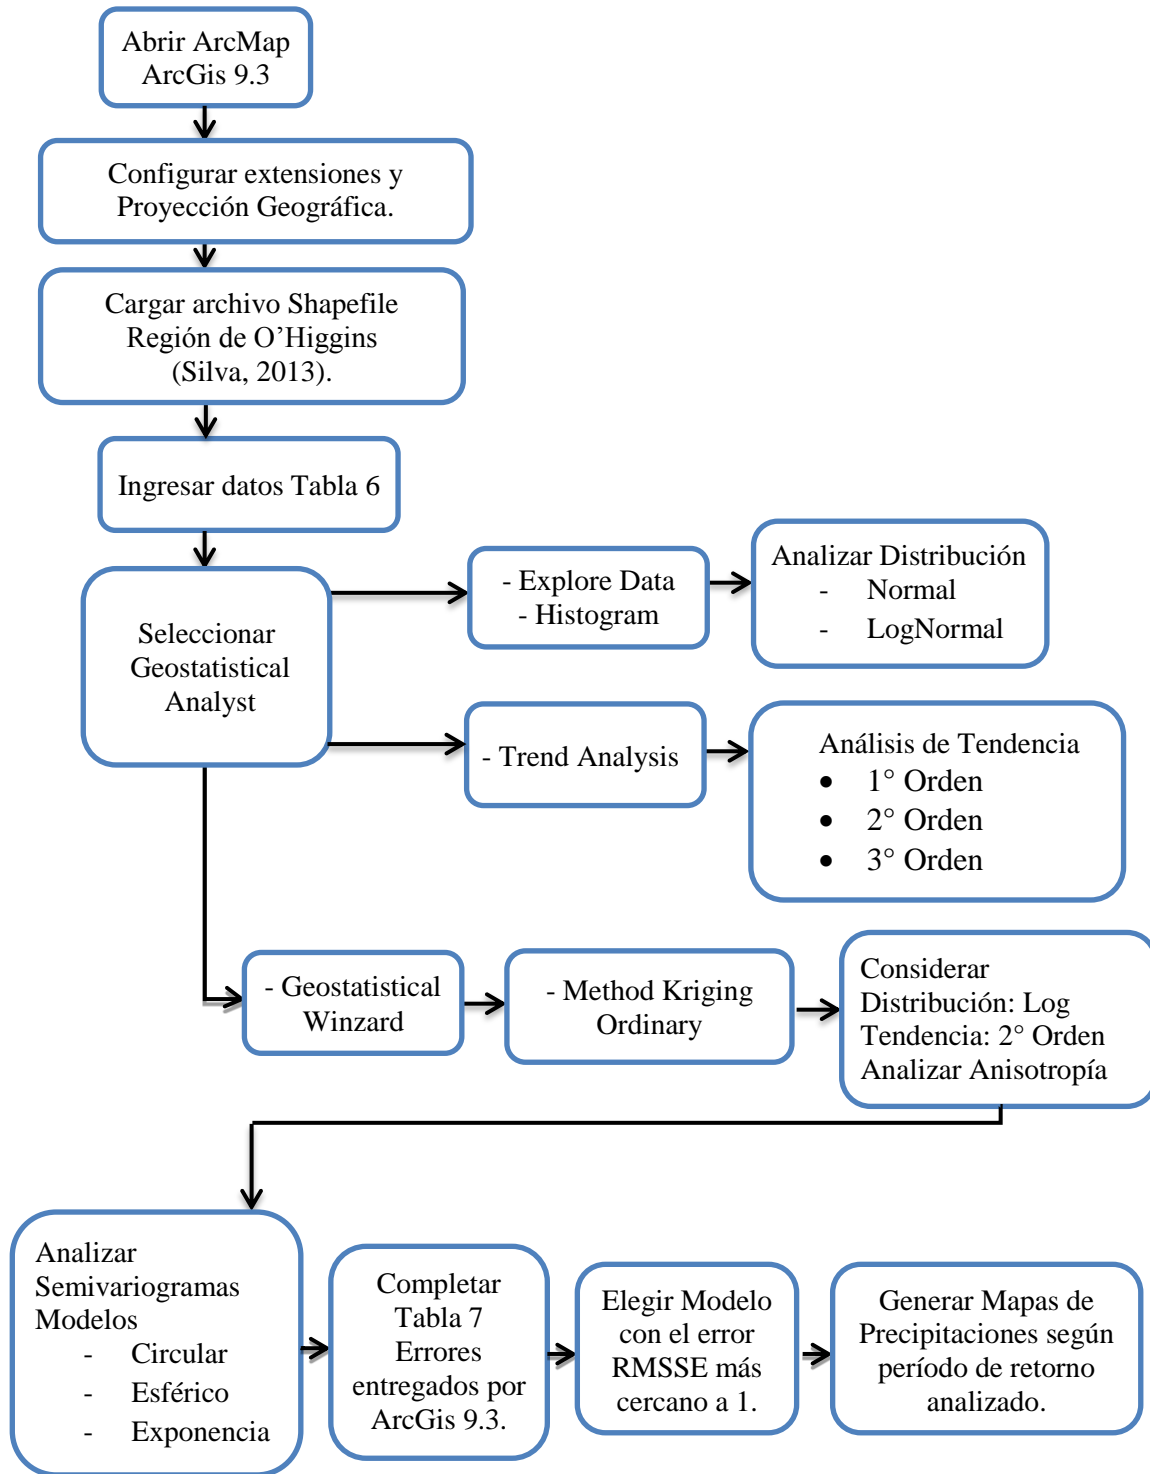 Abrir ArcMap
ArcGis 9.3
Configurar extensiones y
Proyección Geográfica.
Cargar archivo Shapefile
Región de O’Higgins
(Silva, 2013).
Ingresar datos Tabla 6
Seleccionar
Geostatistical
Analyst
- Explore Data
- Histogram
Analizar Distribución
- Normal
- LogNormal
- Trend Analysis
Análisis de Tendencia
• 1° Orden
• 2° Orden
• 3° Orden
- Geostatistical
Winzard
- Method Kriging
Ordinary
Considerar
Distribución: Log
Tendencia: 2° Orden
Analizar Anisotropía
Analizar
Semivariogramas
Modelos
- Circular
- Esférico
- Exponencia
Completar
Tabla 7
Errores
entregados por
ArcGis 9.3.
Elegir Modelo
con el error
RMSSE más
cercano a 1.
Generar Mapas de
Precipitaciones según
período de retorno
analizado.